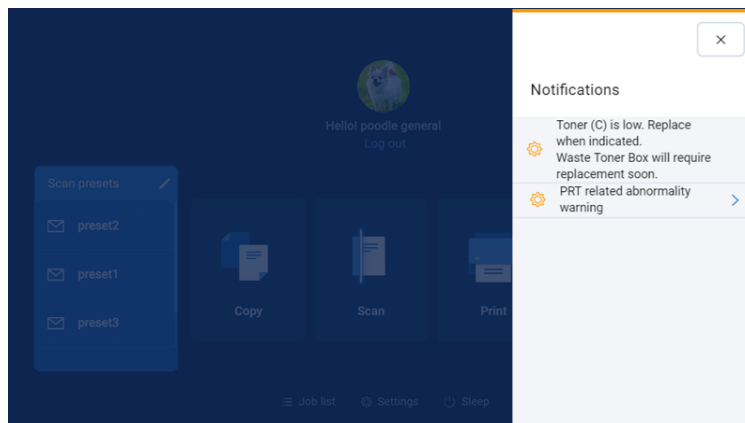 Notifications
Toner (C) is low. Replace
when indicated.
Waste Toner Box will require
replacement soon.
PRT related abnormality
warning
Hello! poodle general
Log out
Scan presets
preset2
preset1
preset3
Copy
Scan
Print
Job list
Settings
Sleep